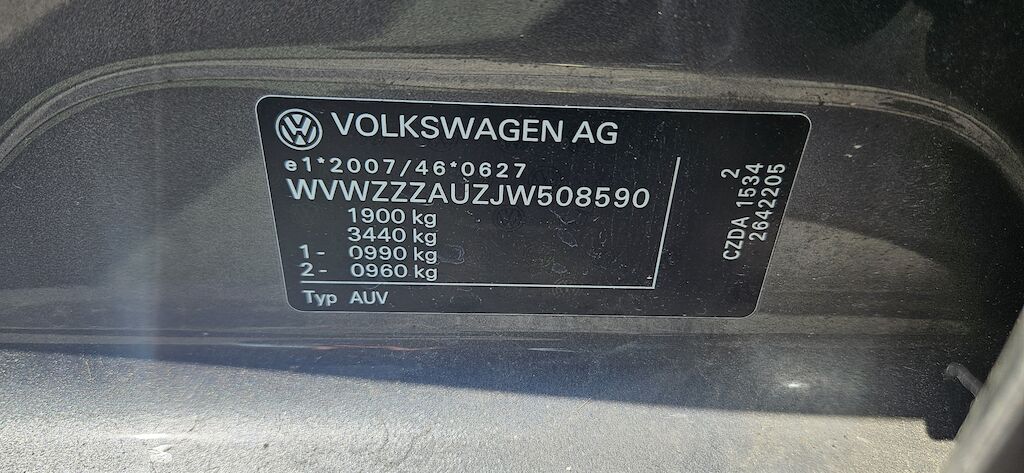 VOLKSWAGEN AG
e1*2007/46*0627
WVWZZZAUZJW508590
1900 kg
3440 kg
1- 0990 kg
2- 0960 kg
Typ AUV
2
CZDA 1534
2642205